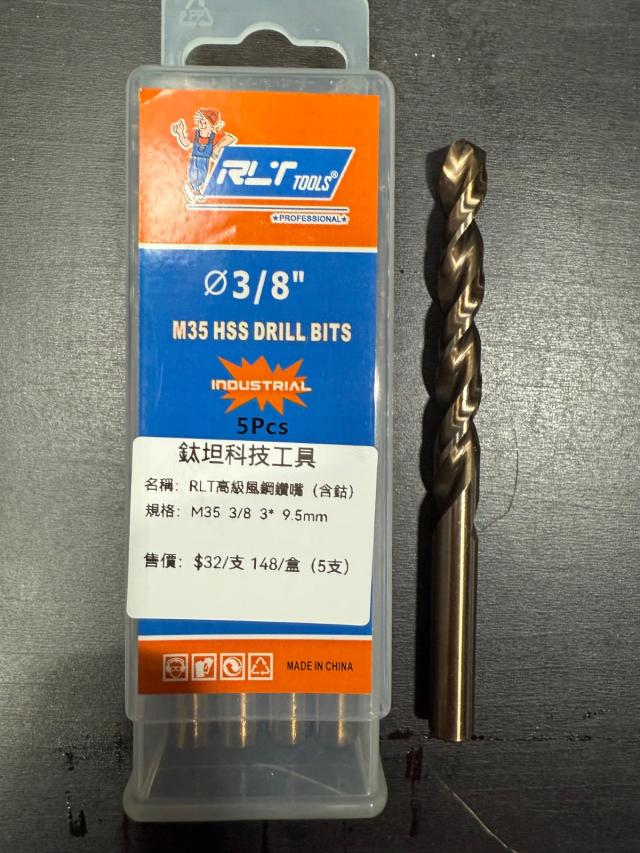 PP
RLT TOOLS®
★PROFESSIONAL★
Ø3/8"
M35 HSS DRILL BITS
INDUSTRIAL
5Pcs
鈦坦科技工具
名稱: RLT高級風鋼鑽嘴（含鈷）
規格: M35 3/8 3* 9.5mm
售價: $32/支 148/盒（5支）
MADE IN CHINA